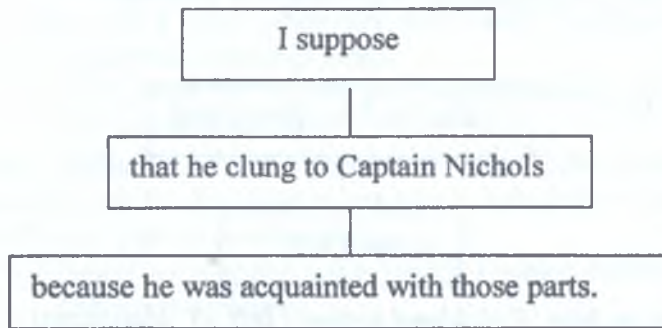 I suppose
that he clung to Captain Nichols
because he was acquainted with those parts.